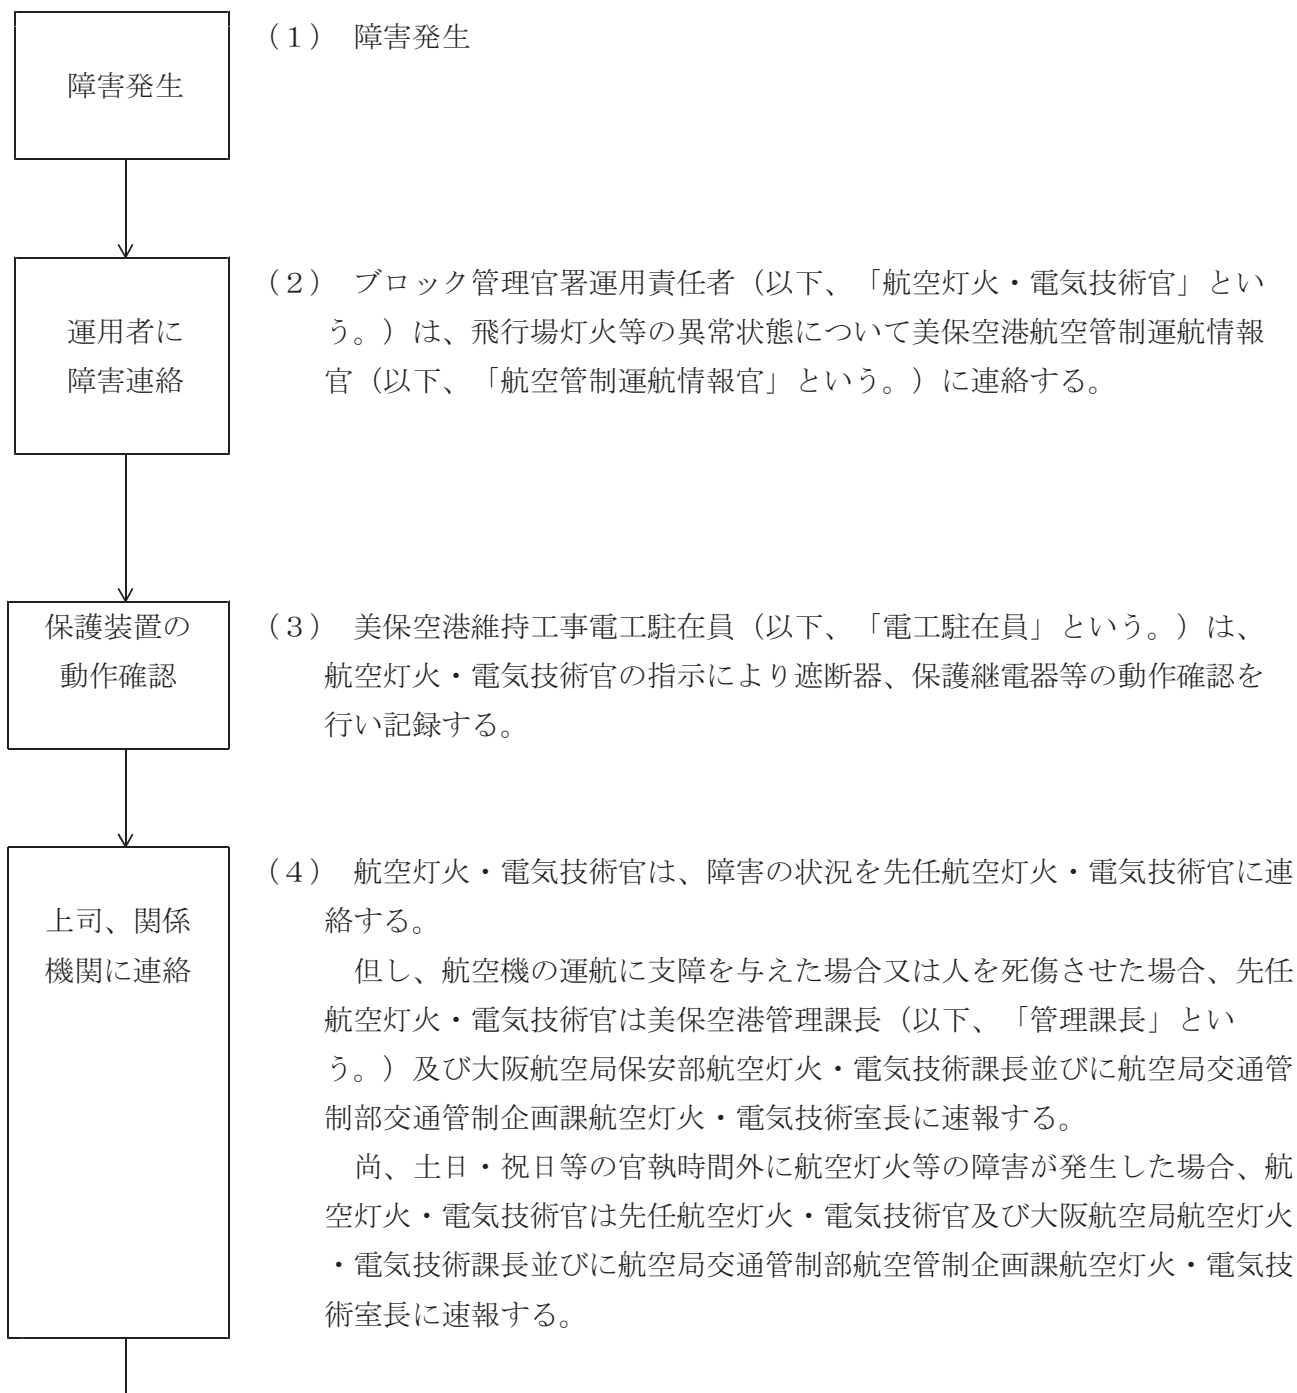 障害発生
（１） 障害発生
運用者に
障害連絡
（２） ブロック管理官署運用責任者（以下、「航空灯火・電気技術官」とい
う。）は、飛行場灯火等の異常状態について美保空港航空管制運航情報
官（以下、「航空管制運航情報官」という。）に連絡する。
保護装置の
動作確認
（３） 美保空港維持工事電工駐在員（以下、「電工駐在員」という。）は、
航空灯火・電気技術官の指示により遮断器、保護継電器等の動作確認を
行い記録する。
上司、関係
機関に連絡
（４） 航空灯火・電気技術官は、障害の状況を先任航空灯火・電気技術官に連
絡する。
但し、航空機の運航に支障を与えた場合又は人を死傷させた場合、先任
航空灯火・電気技術官は美保空港管理課長（以下、「管理課長」とい
う。）及び大阪航空局保安部航空灯火・電気技術課長並びに航空局交通管
制部交通管制企画課航空灯火・電気技術室長に速報する。
尚、土日・祝日等の官執時間外に航空灯火等の障害が発生した場合、航
空灯火・電気技術官は先任航空灯火・電気技術官及び大阪航空局航空灯火
・電気技術課長並びに航空局交通管制部航空管制企画課航空灯火・電気技
術室長に速報する。